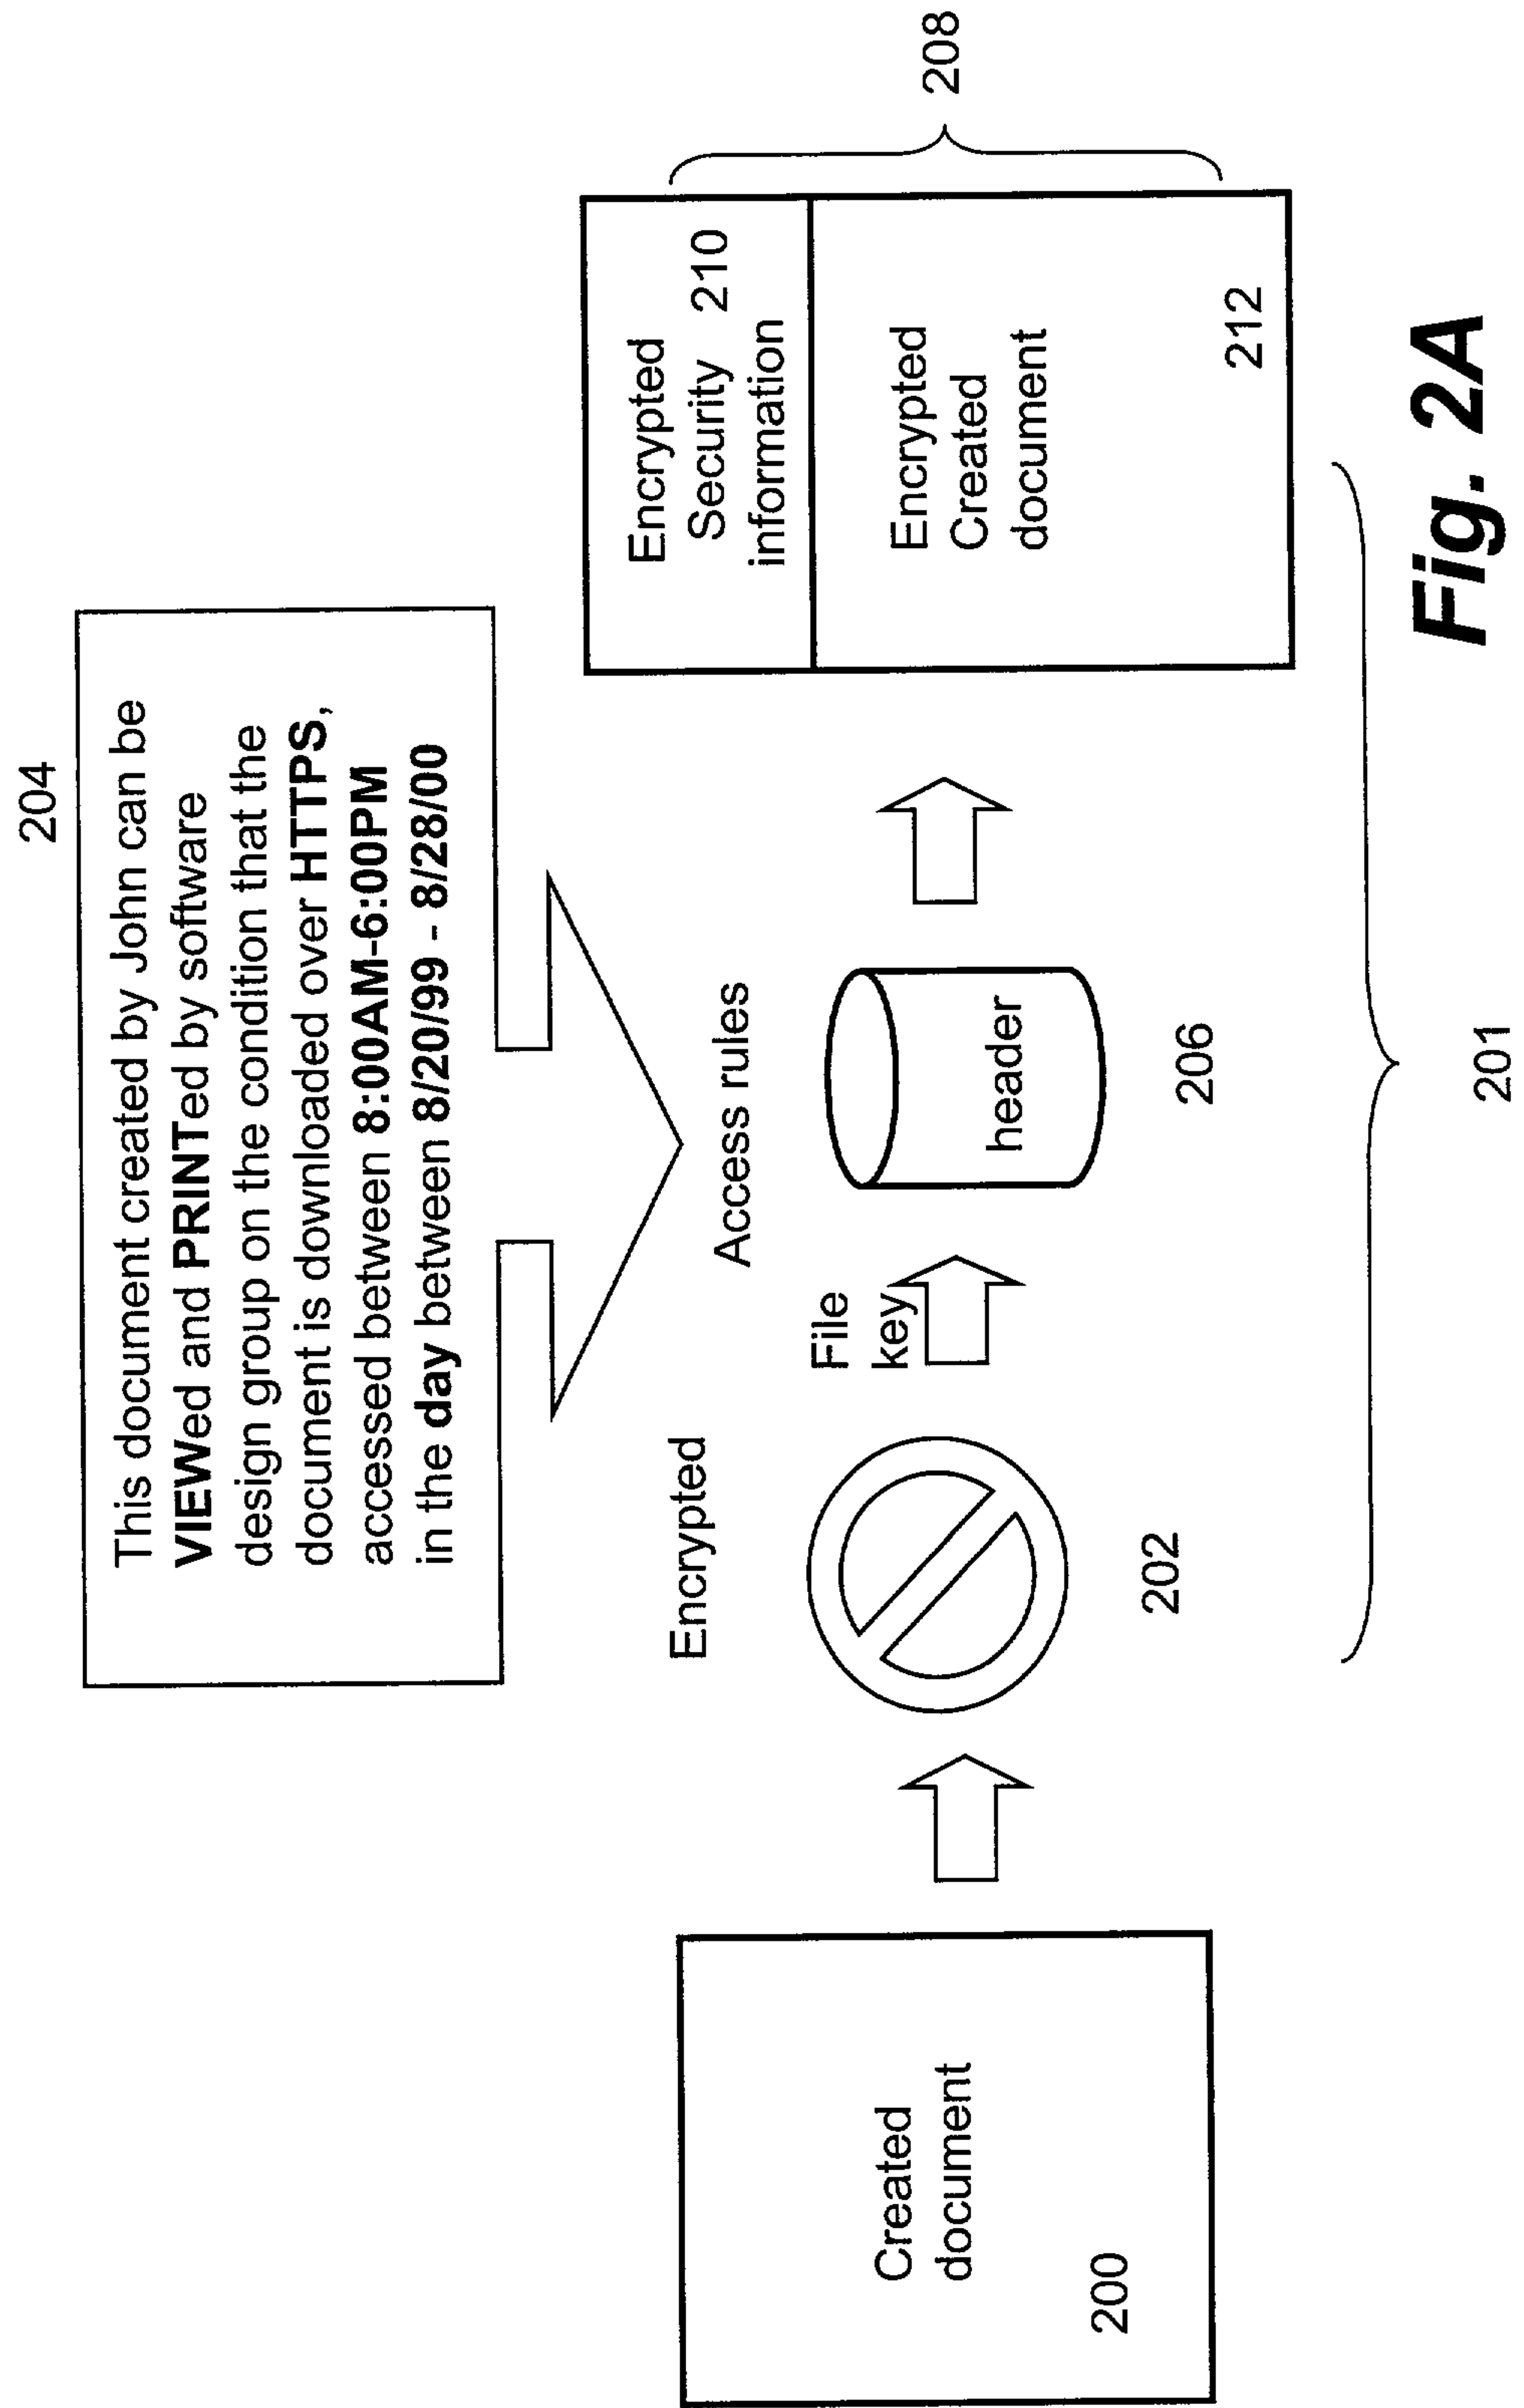 204
This document created by John can be
VIEWed and PRINTed by software
design group on the condition that the
document is downloaded over HTTPS,
accessed between 8:00AM-6:00PM
in the day between 8/20/99 - 8/28/00
Created
document
200
Encrypted
202
File
key
Access rules
header
206
Encrypted
Security 210
information
Encrypted
Created
document
212
208
201
Fig. 2A